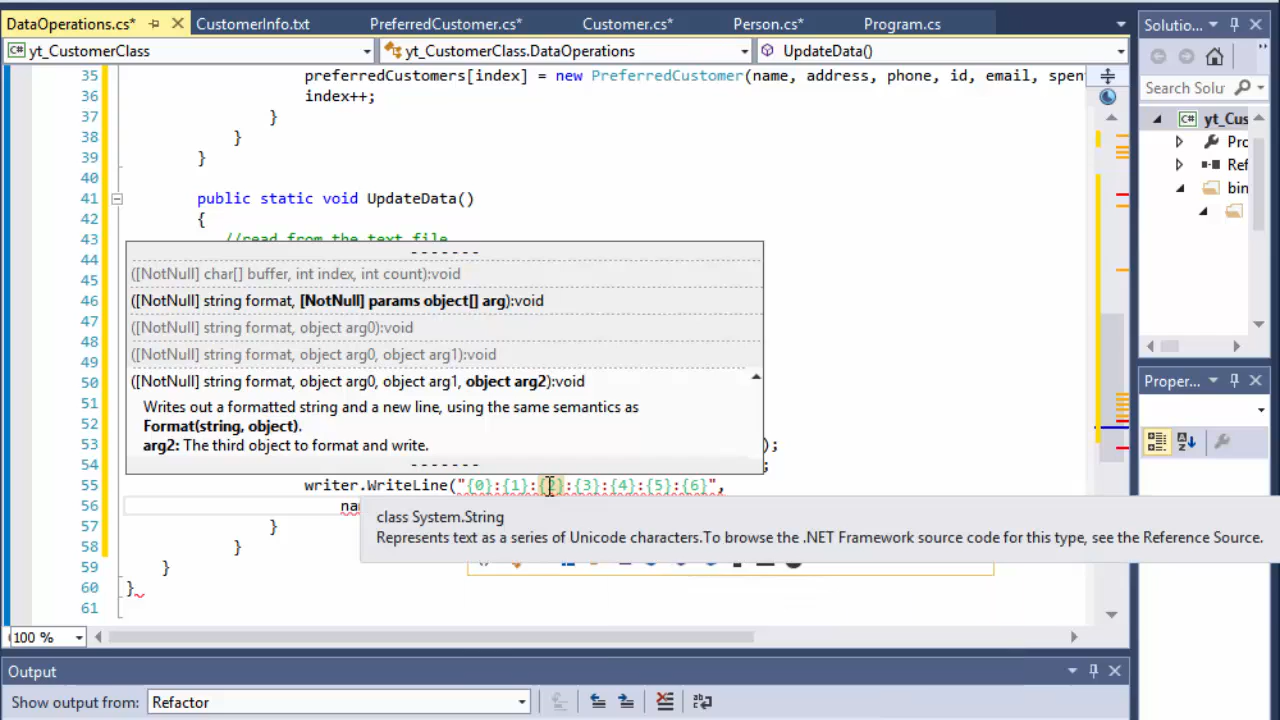 DataOperations.cs*
CustomerInfo.txt
PreferredCustomer.cs*
Customer.cs*
Person.cs*
Program.cs
Solutio...
C# yt_CustomerClass
yt_CustomerClass.DataOperations
UpdateData()
35 preferredCustomers[index] = new PreferredCustomer(name, address, phone, id, email, spen
36 index++;
37 }
38 }
39 }
40
41 public static void UpdateData()
42 {
43 //read from the text file
44
45
46
47
48
49
50
51
52
53 );
54 ;
55 writer.WriteLine("{0}:{1}:{2}:{3}:{4}:{5}:{6}",
56 na
57 }
58 }
59 }
60 }
61
([NotNull] char[] buffer, int index, int count):void
([NotNull] string format, [NotNull] params object[] arg):void
([NotNull] string format, object arg0):void
([NotNull] string format, object arg0, object arg1):void
([NotNull] string format, object arg0, object arg1, object arg2):void
Writes out a formatted string and a new line, using the same semantics as
Format(string, object).
arg2: The third object to format and write.
class System.String
Represents text as a series of Unicode characters.To browse the .NET Framework source code for this type, see the Reference Source.
100 %
Search Solu
C# yt_Cus
Pro
Ref
bin
Proper...
Output
Show output from: Refactor